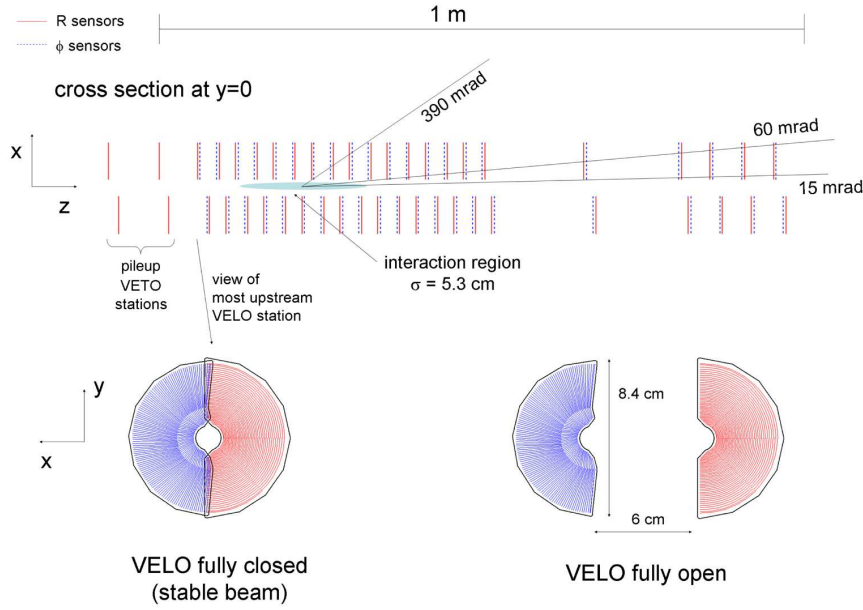 R sensors
ϕ sensors
1 m
cross section at y=0
390 mrad
60 mrad
15 mrad
x
z
pileup
VETO
stations
view of
most upstream
VELO station
interaction region
σ = 5.3 cm
y
x
8.4 cm
6 cm
VELO fully closed
(stable beam)
VELO fully open